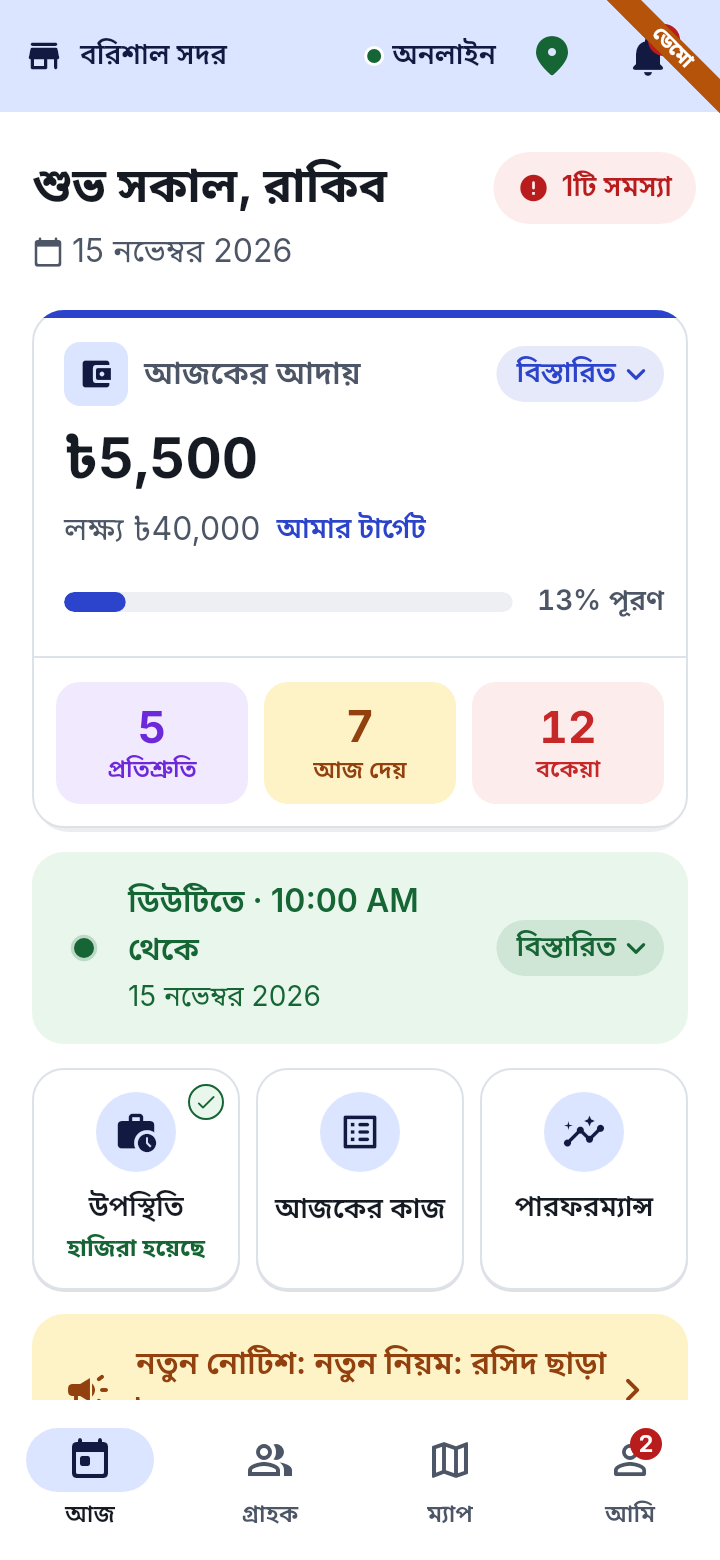 বরিশাল সদর
অনলাইন
ডেমো
শুভ সকাল, রাকিব
1টি সমস্যা
15 নভেম্বর 2026
আজকের আদায়
বিস্তারিত
৳5,500
লক্ষ্য ৳40,000 আমার টার্গেট
13% পূরণ
5
প্রতিশ্রুতি
7
আজ দেয়
12
বকেয়া
ডিউটিতে · 10:00 AM
থেকে
বিস্তারিত
15 নভেম্বর 2026
উপস্থিতি
হাজিরা হয়েছে
আজকের কাজ
পারফরম্যান্স
নতুন নোটিশ: নতুন নিয়ম: রসিদ ছাড়া
2
আজ
গ্রাহক
ম্যাপ
আমি